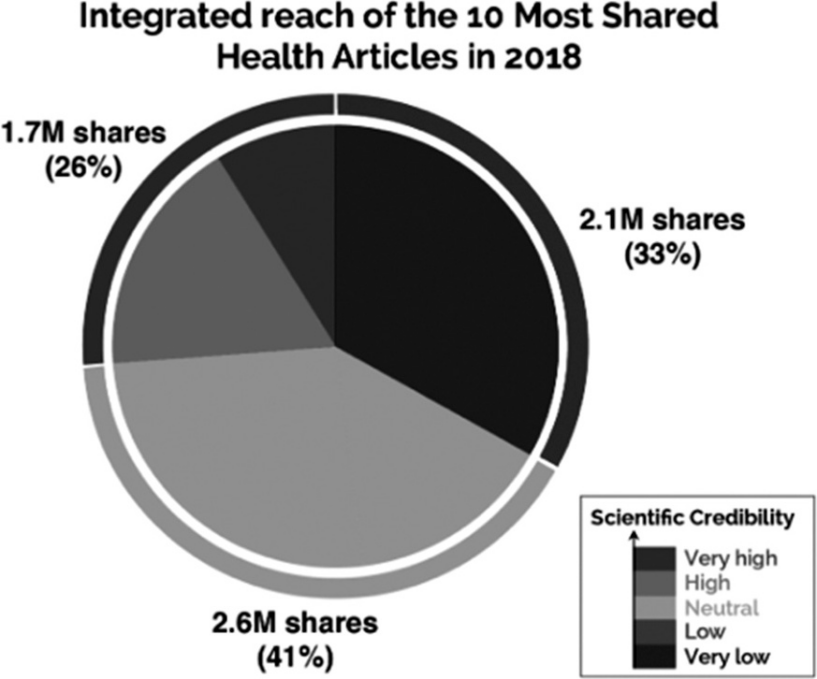 Integrated reach of the 10 Most Shared
Health Articles in 2018
1.7M shares
(26%)
2.1M shares
(33%)
2.6M shares
(41%)
Scientific Credibility
Very high
High
Neutral
Low
Very low